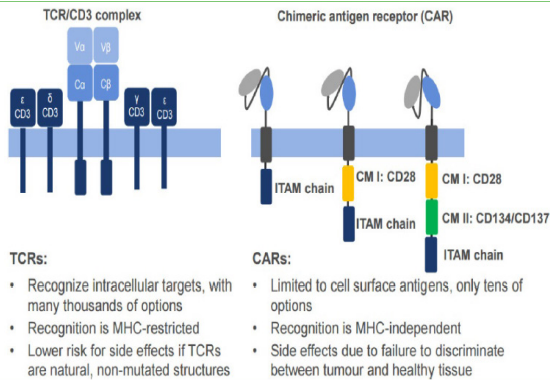 TCR/CD3 complex
Vα Vβ
Cα Cβ
ε CD3
δ CD3
γ CD3
ε CD3
Chimeric antigen receptor (CAR)
ITAM chain
CM I: CD28
ITAM chain
CM I: CD28
CM II: CD134/CD137
ITAM chain
TCRs:
• Recognize intracellular targets, with
many thousands of options
• Recognition is MHC-restricted
• Lower risk for side effects if TCRs
are natural, non-mutated structures
CARs:
• Limited to cell surface antigens, only tens of
options
• Recognition is MHC-independent
• Side effects due to failure to discriminate
between tumour and healthy tissue